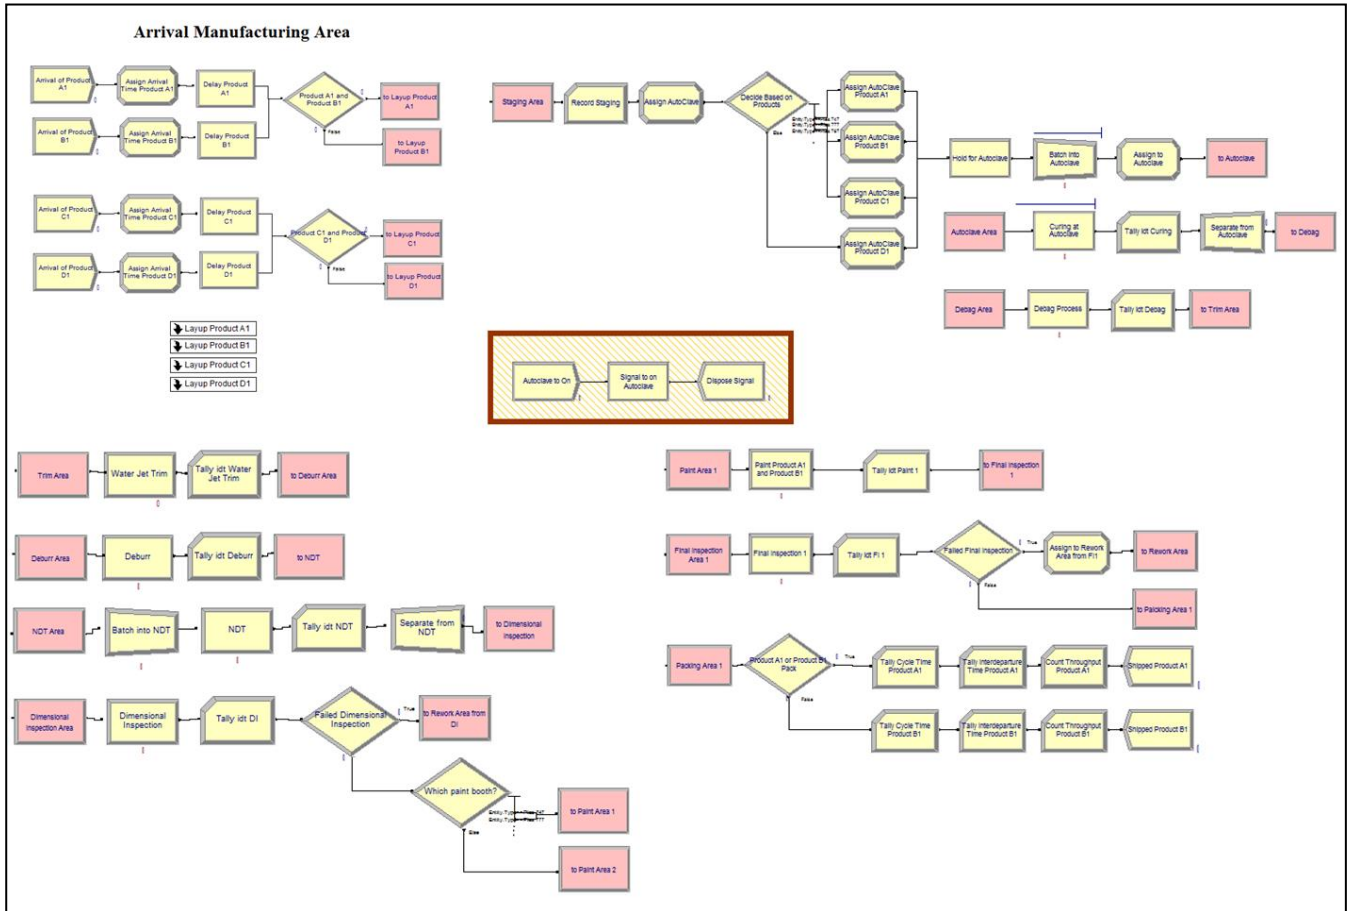 Arrival Manufacturing Area
Arrival of Product
A1
Assign Arrival
Time Product A1
Delay Product
A1
Product A1 and
Product B1
False
to Layup Product
A1
Arrival of Product
B1
Assign Arrival
Time Product B1
Delay Product
B1
to Layup
Product B1
Arrival of Product
C1
Assign Arrival
Time Product C1
Delay Product
C1
Product C1 and Product
D1
False
to Layup Product
C1
Arrival of Product
D1
Assign Arrival
Time Product D1
Delay Product
D1
to Layup Product
D1
Layup Product A1
Layup Product B1
Layup Product C1
Layup Product D1
Staging Area
Record Staging
Assign AutoClave
Decide Based on
Products
Else
Assign AutoClave
Product A1
Assign AutoClave
Product B1
Assign AutoClave
Product C1
Assign AutoClave
Product D1
Hold for Autoclave
Batch into
Autoclave
Assign to
Autoclave
to Autoclave
Autoclave Area
Curing at
Autoclave
Tally idt Curing
Separate from
Autoclave
to Debag
Debag Area
Debag Process
Tally idt Debag
to Trim Area
Autoclave to On
Signal to on
Autoclave
Dispose Signal
Trim Area
Water Jet Trim
Tally idt Water
Jet Trim
to Deburr Area
Deburr Area
Deburr
Tally idt Deburr
to NDT
NDT Area
Batch into NDT
NDT
Tally idt NDT
Separate from
NDT
to Dimensional
Inspection
Dimensional
Inspection Area
Dimensional
Inspection
Tally idt DI
Failed Dimensional
Inspection
True
False
to Rework Area from
DI
Which paint booth?
Else
to Paint Area 1
to Paint Area 2
Paint Area 1
Paint Product A1
and Product B1
Tally idt Paint 1
to Final Inspection
1
Final Inspection
Area 1
Final Inspection 1
Tally idt FI 1
Failed Final Inspection
True
False
Assign to Rework
Area from FI1
to Rework Area
to Palcking Area 1
Packing Area 1
Product A1 or Product B1
Pack
True
False
Tally Cycle Time
Product A1
Tally Interdeparture
Time Product A1
Count Throughput
Product A1
Shipped Product A1
Tally Cycle Time
Product B1
Tally Interdeparture
Time Product B1
Count Throughput
Product B1
Shipped Product B1